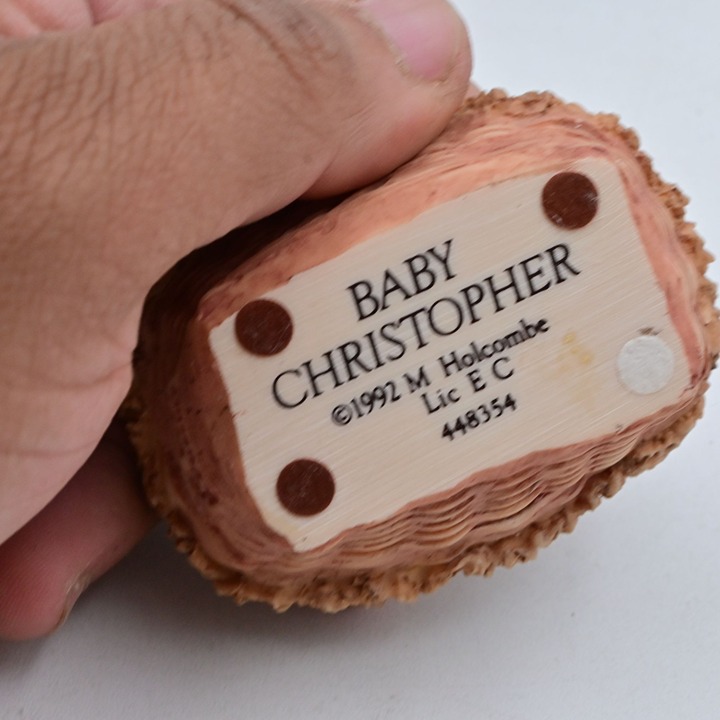 BABY
CHRISTOPHER
©1992 M Holcombe
Lic E C
448354